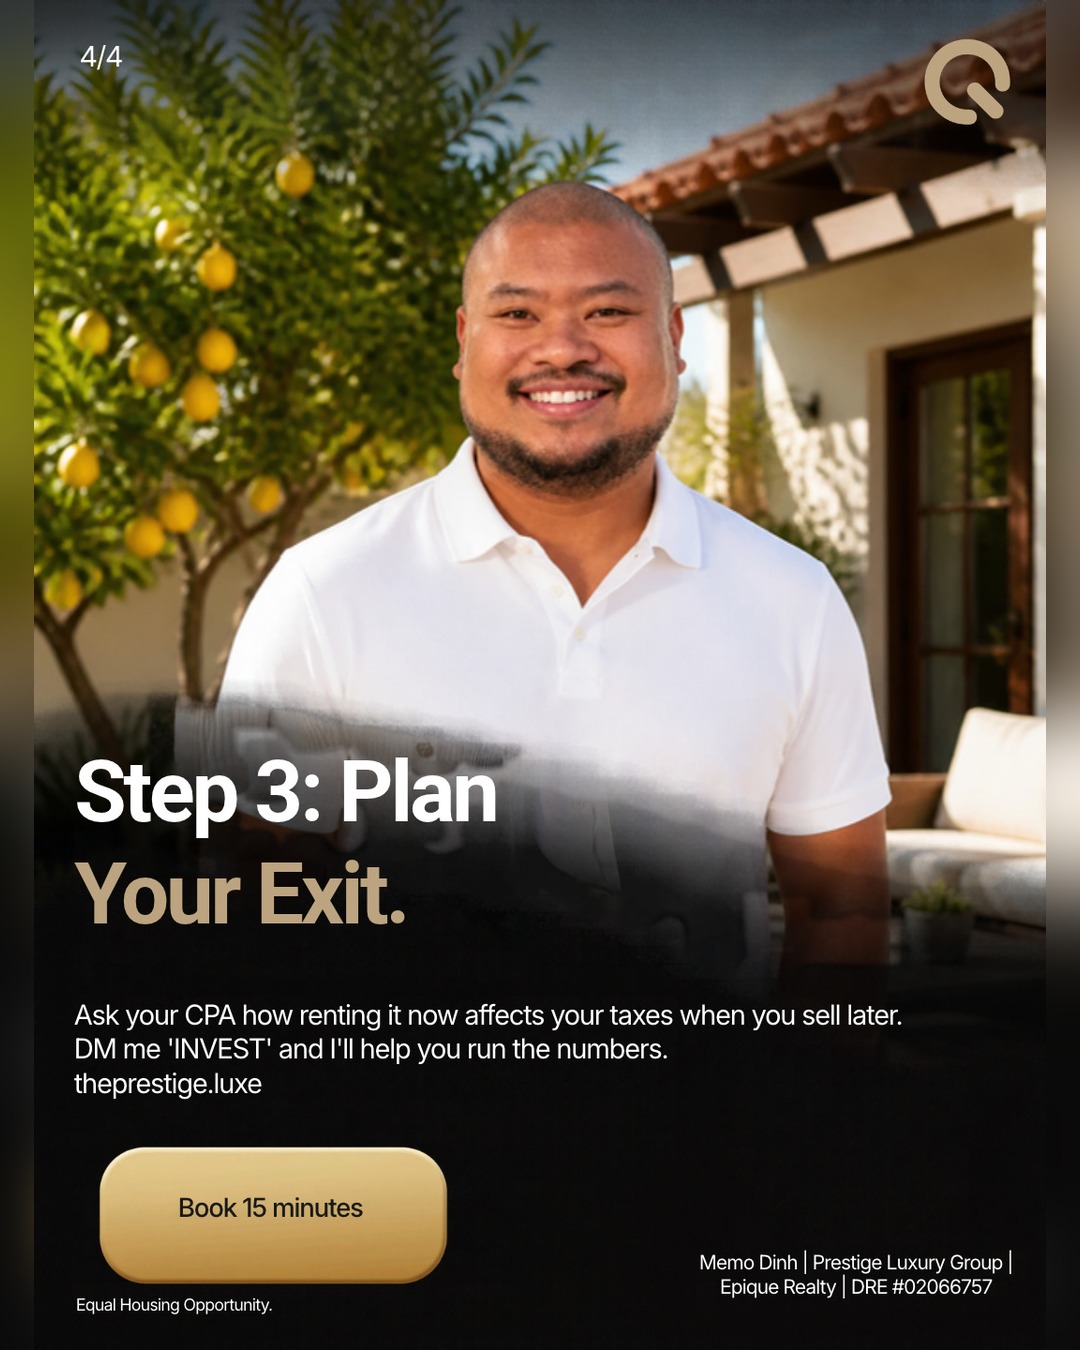 4/4
Step 3: Plan
Your Exit.
Ask your CPA how renting it now affects your taxes when you sell later.
DM me 'INVEST' and I'll help you run the numbers.
theprestige.luxe
Book 15 minutes
Memo Dinh | Prestige Luxury Group |
Epique Realty | DRE #02066757
Equal Housing Opportunity.